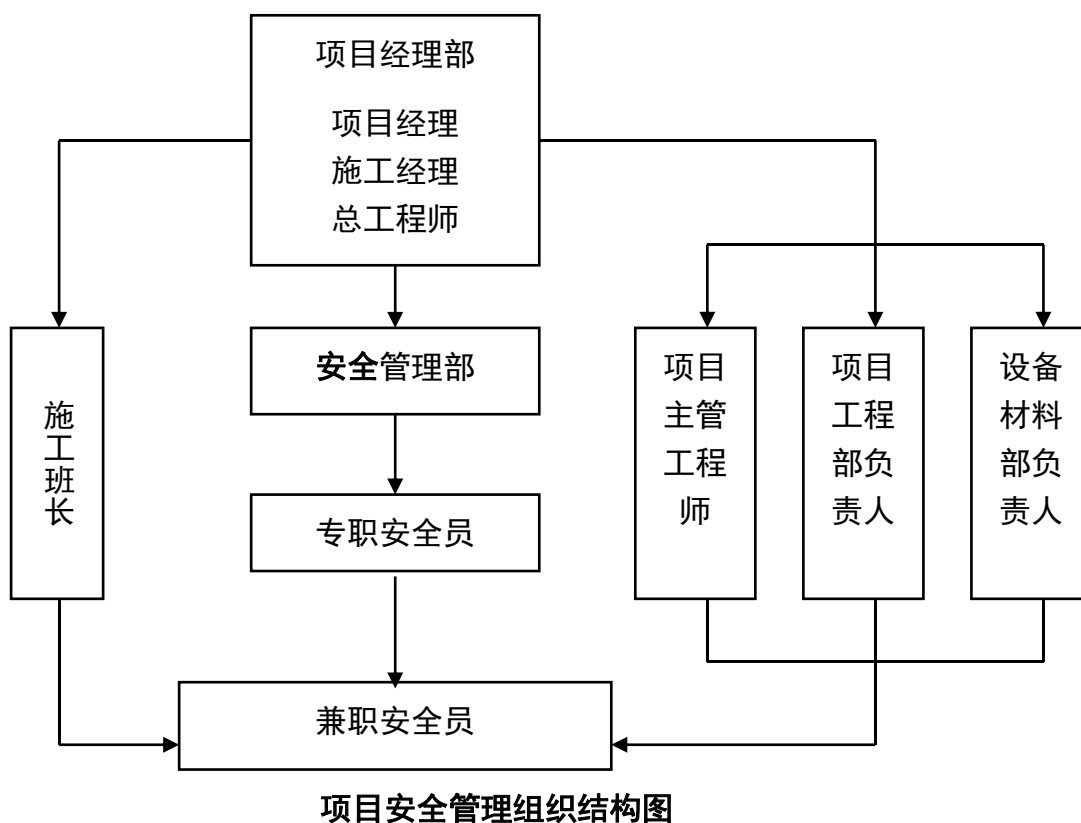 项目经理部
项目经理
施工经理
总工程师
施工班长
安全管理部
专职安全员
项目
主管
工程
师
项目
工程
部负
责人
设备
材料
部负
责人
兼职安全员
项目安全管理组织结构图